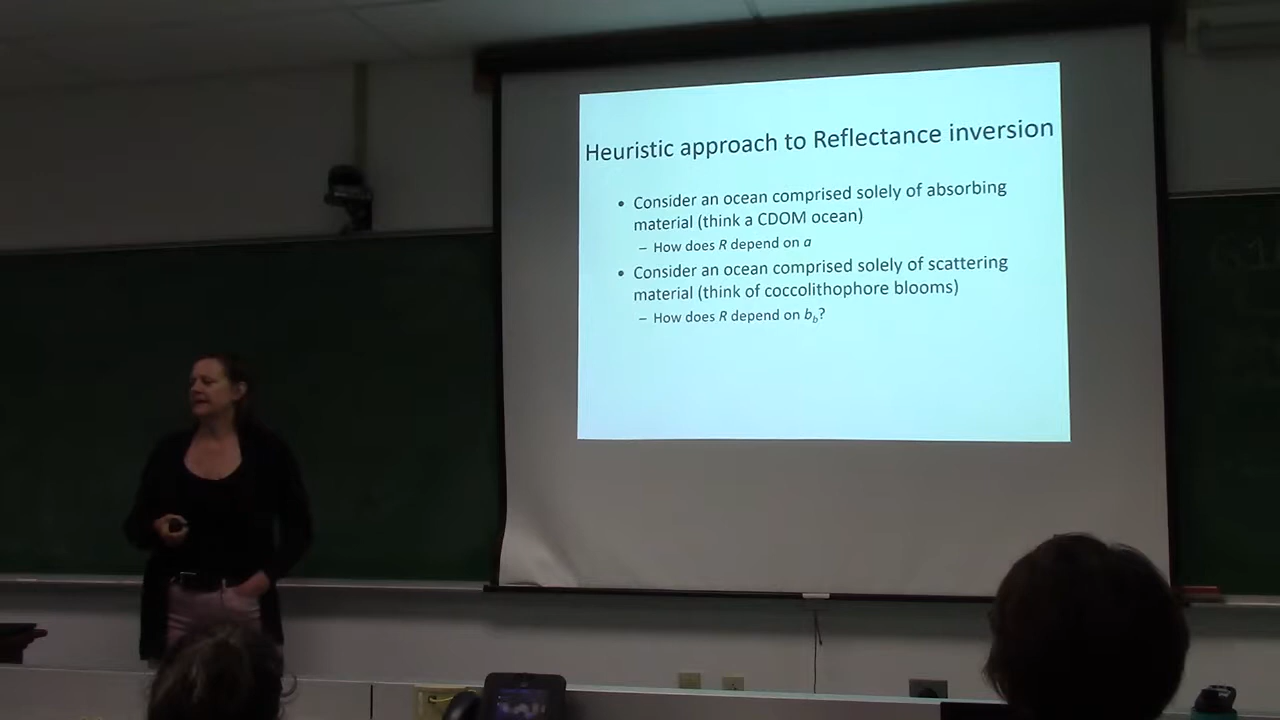 Heuristic approach to Reflectance inversion
• Consider an ocean comprised solely of absorbing
material (think a CDOM ocean)
– How does R depend on a
• Consider an ocean comprised solely of scattering
material (think of coccolithophore blooms)
– How does R depend on b_b?